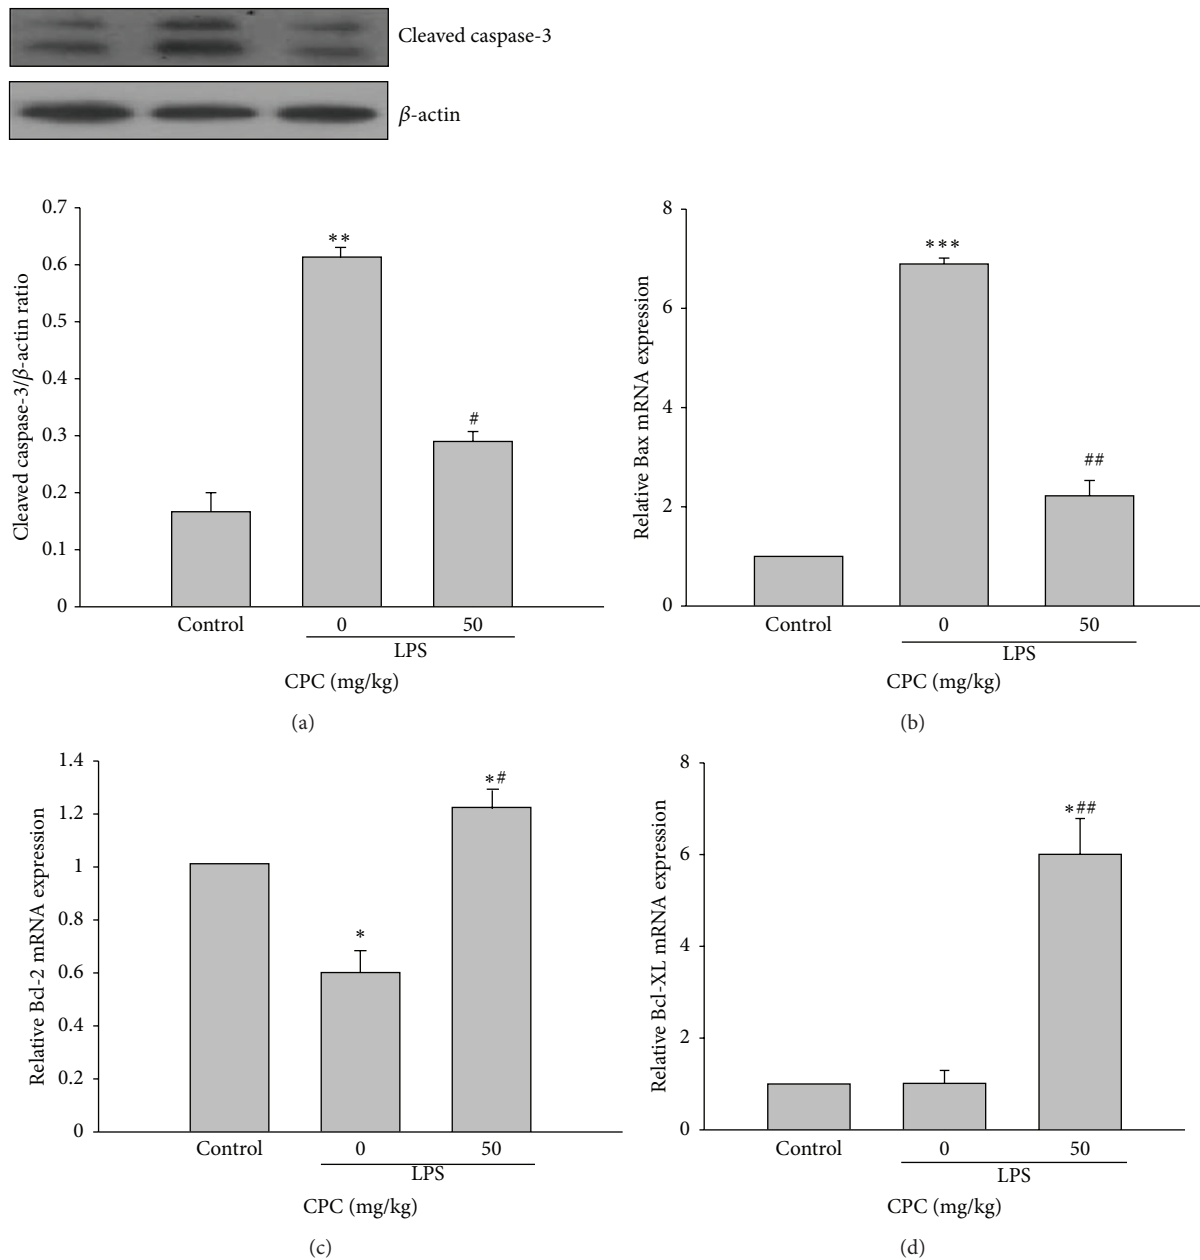 Cleaved caspase-3
β-actin
Cleaved caspase-3/β-actin ratio
0.7
0.6
0.5
0.4
0.3
0.2
0.1
0
**
#
Control
0
50
LPS
CPC (mg/kg)
(a)
Relative Bax mRNA expression
8
6
4
2
0
***
##
Control
0
50
LPS
CPC (mg/kg)
(b)
Relative Bcl-2 mRNA expression
1.4
1.2
1
0.8
0.6
0.4
0.2
0
*
*#
Control
0
50
LPS
CPC (mg/kg)
(c)
Relative Bcl-XL mRNA expression
8
6
4
2
0
*##
Control
0
50
LPS
CPC (mg/kg)
(d)